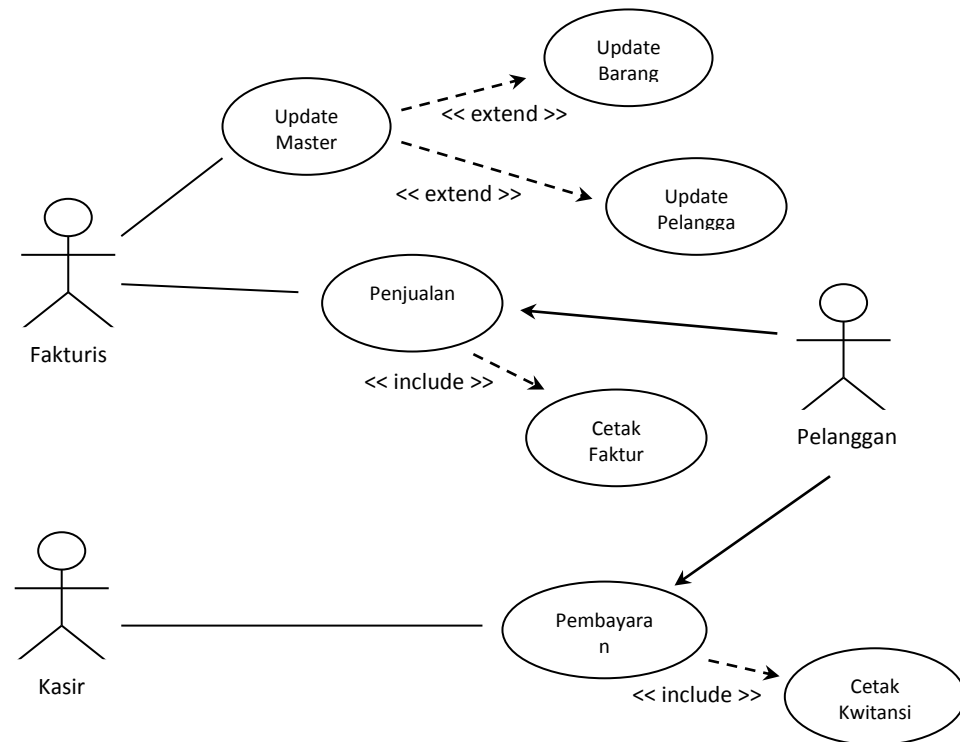 Update
Barang
Update
Master
<< extend >>
<< extend >>
Update
Pelangga
Penjualan
Fakturis
<< include >>
Cetak
Faktur
Pelanggan
Pembayara
n
Kasir
<< include >>
Cetak
Kwitansi